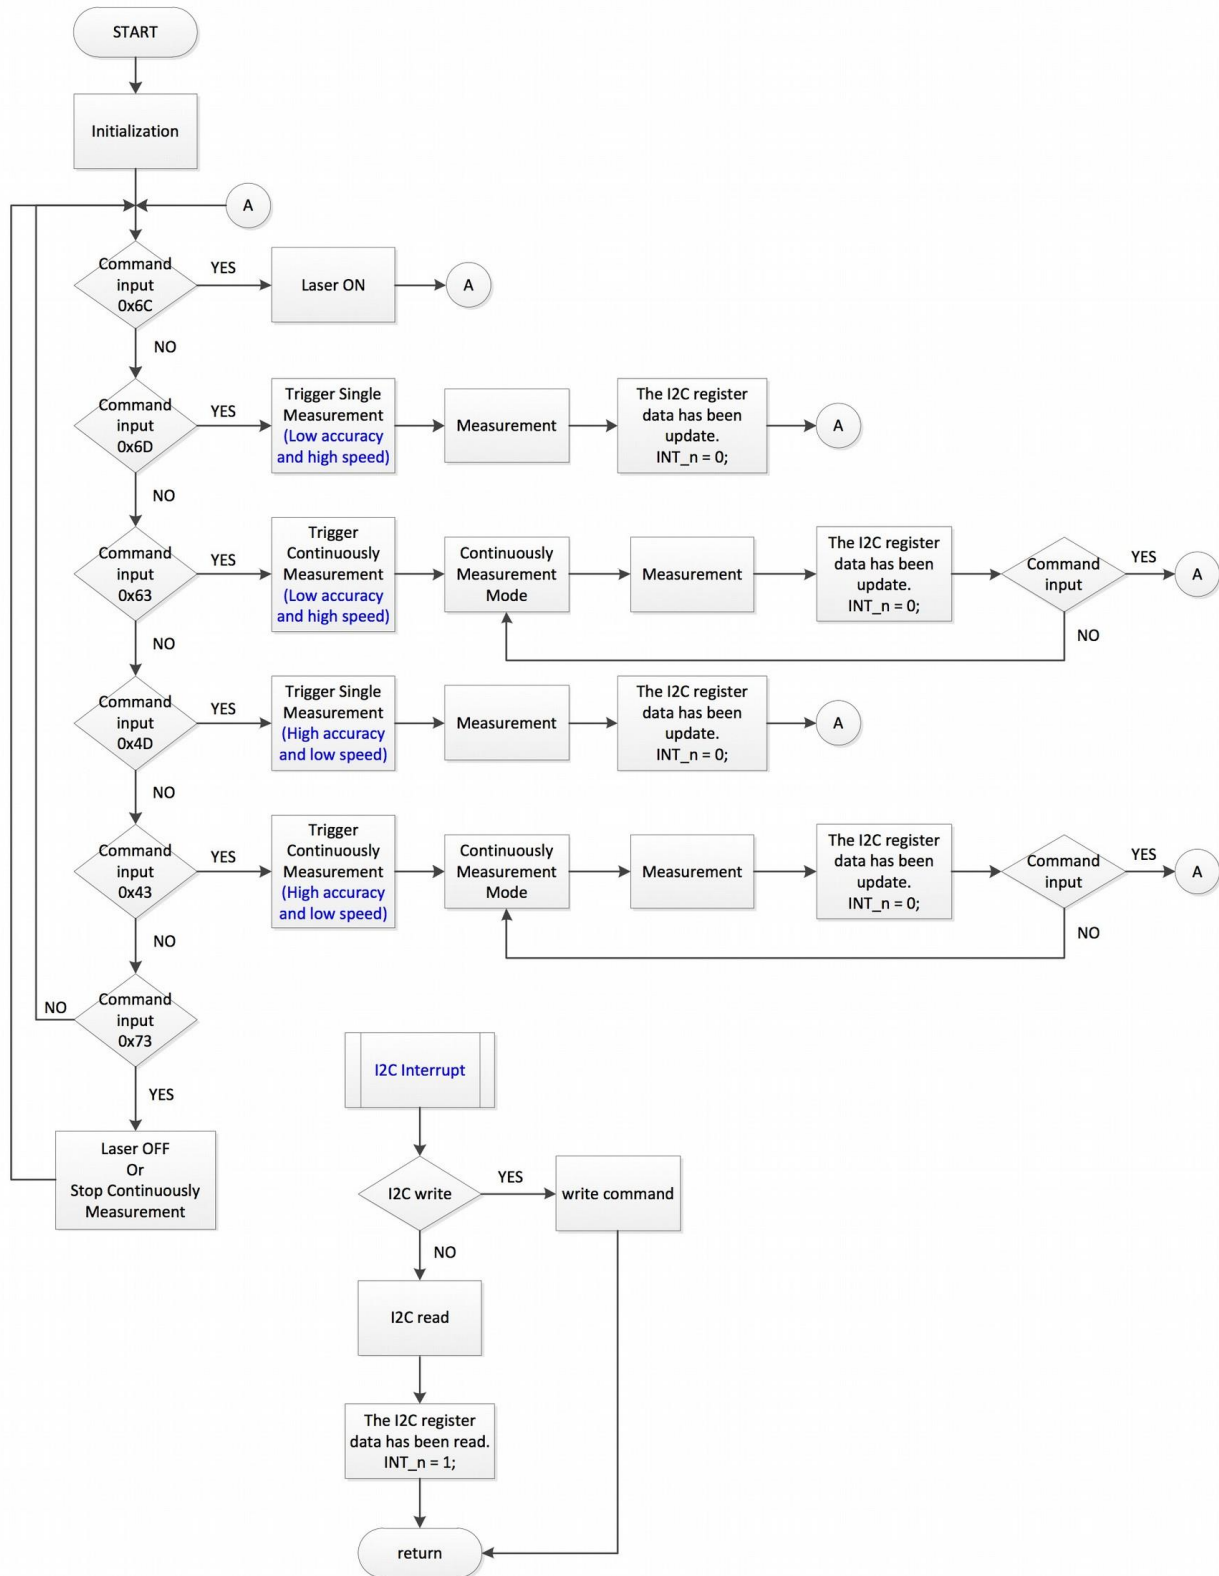 START
Initialization
A
Command
input
0x6C
YES
Laser ON
A
NO
Command
input
0x6D
YES
Trigger Single
Measurement
(Low accuracy
and high speed)
Measurement
The I2C register
data has been
update.
INT_n = 0;
A
NO
Command
input
0x63
YES
Trigger
Continuously
Measurement
(Low accuracy
and high speed)
Continuously
Measurement
Mode
Measurement
The I2C register
data has been
update.
INT_n = 0;
Command
input
YES
A
NO
NO
Command
input
0x4D
YES
Trigger Single
Measurement
(High accuracy
and low speed)
Measurement
The I2C register
data has been
update.
INT_n = 0;
A
NO
Command
input
0x43
YES
Trigger
Continuously
Measurement
(High accuracy
and low speed)
Continuously
Measurement
Mode
Measurement
The I2C register
data has been
update.
INT_n = 0;
Command
input
YES
A
NO
NO
Command
input
0x73
NO
YES
Laser OFF
Or
Stop Continuously
Measurement
I2C Interrupt
I2C write
YES
write command
NO
I2C read
The I2C register
data has been read.
INT_n = 1;
return